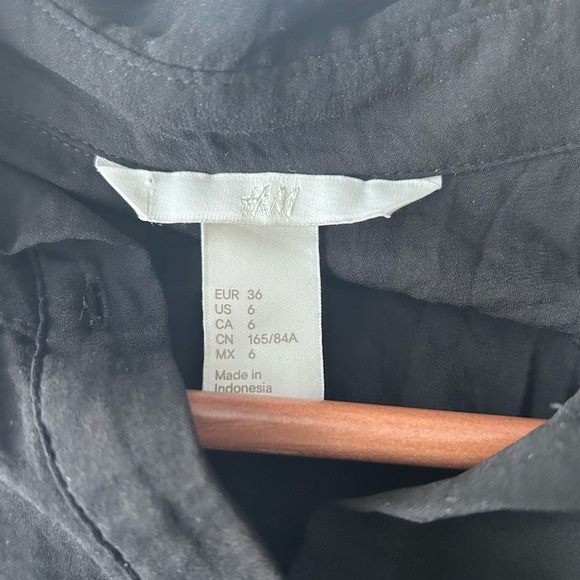 H&M
EUR 36
US 6
CA 6
CN 165/84A
MX 6
Made in
Indonesia